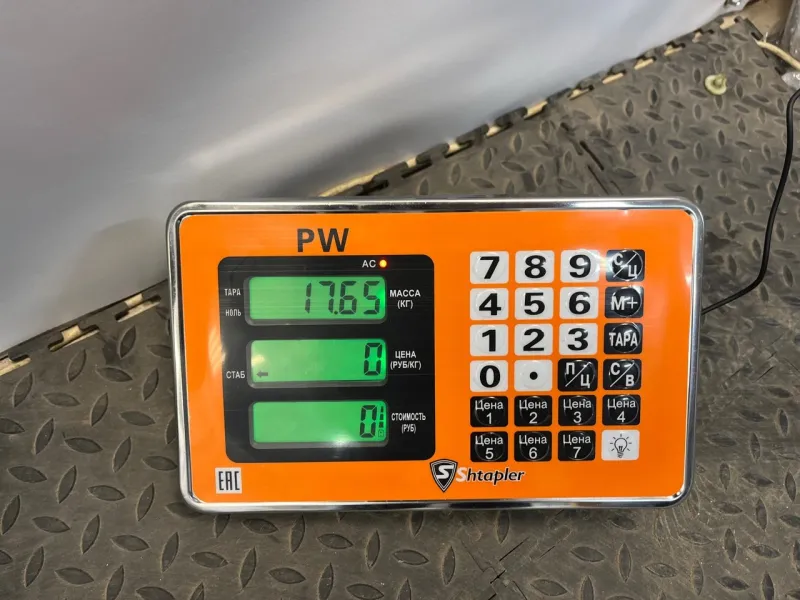 PW
AC
ТАРА
НОЛЬ
17.65
МАССА
(КГ)
СТАБ
0
ЦЕНА
(РУБ/КГ)
0
СТОИМОСТЬ
(РУБ)
7 8 9 С/Ц
4 5 6 М+
1 2 3 ТАРА
0 . П/Ц С/В
Цена 1 Цена 2 Цена 3 Цена 4
Цена 5 Цена 6 Цена 7
EAC
S Shtapler